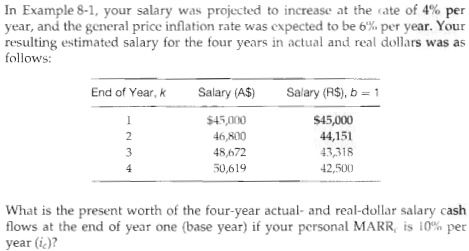 In Example 8-1, your salary was projected to increase at the rate of 4% per
year, and the general price inflation rate was expected to be 6% per year. Your
resulting estimated salary for the four years in actual and real dollars was as
follows:
End of Year, k Salary (A$) Salary (R$), b = 1
1 $45,000 $45,000
2 46,800 44,151
3 48,672 43,318
4 50,619 42,500
What is the present worth of the four-year actual- and real-dollar salary cash
flows at the end of year one (base year) if your personal MARR, is 10% per
year (ic)?